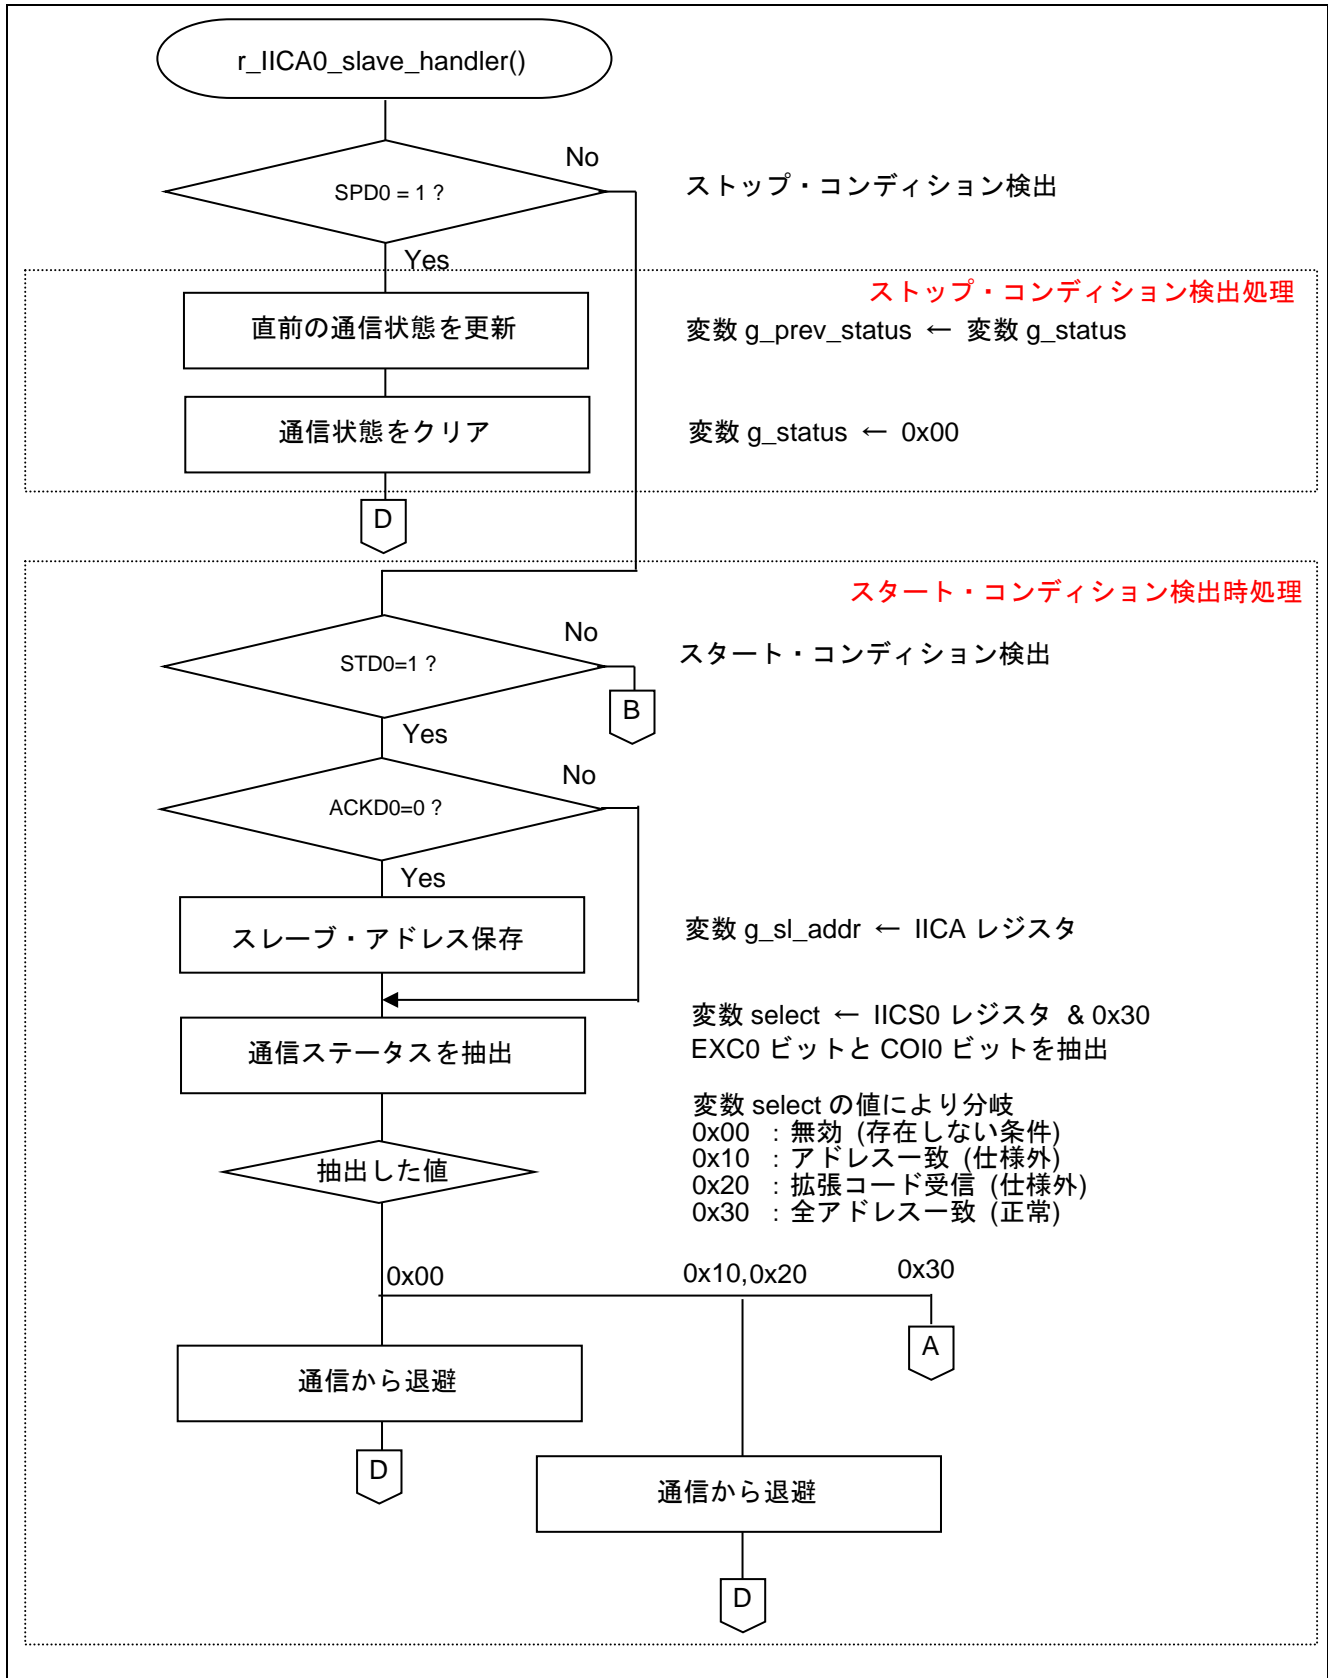 r_IICA0_slave_handler()
No
SPD0 = 1 ?
ストップ・コンディション検出
Yes
ストップ・コンディション検出処理
直前の通信状態を更新
変数 g_prev_status ← 変数 g_status
通信状態をクリア
変数 g_status ← 0x00
D
スタート・コンディション検出時処理
No
STD0=1 ?
スタート・コンディション検出
B
Yes
No
ACKD0=0 ?
Yes
スレーブ・アドレス保存
変数 g_sl_addr ← IICA レジスタ
変数 select ← IICS0 レジスタ & 0x30
EXC0 ビットと COI0 ビットを抽出
通信ステータスを抽出
変数 select の値により分岐
0x00 : 無効 (存在しない条件)
0x10 : アドレス一致 (仕様外)
0x20 : 拡張コード受信 (仕様外)
0x30 : 全アドレス一致 (正常)
抽出した値
0x00
0x10,0x20
0x30
A
通信から退避
D
通信から退避
D